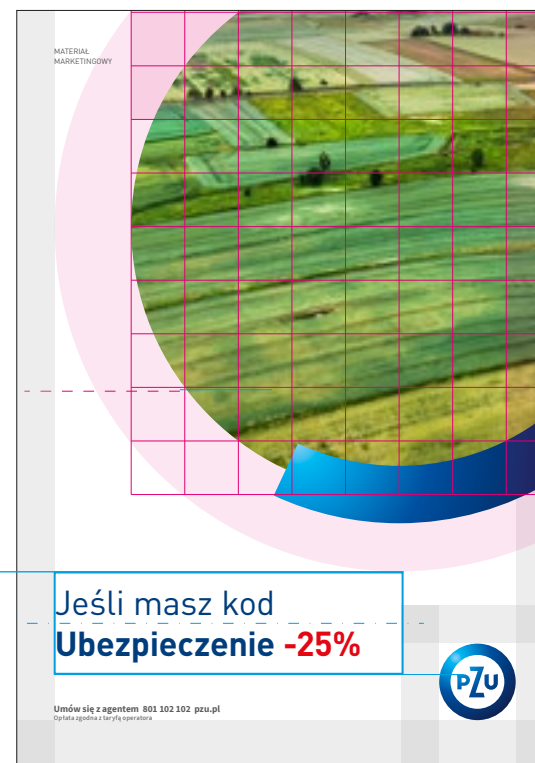 MATERIAŁ
MARKETINGOWY
Jeśli masz kod
Ubezpieczenie -25%
PZU
Umów się z agentem 801 102 102 pzu.pl
Opłata zgodna z taryfą operatora